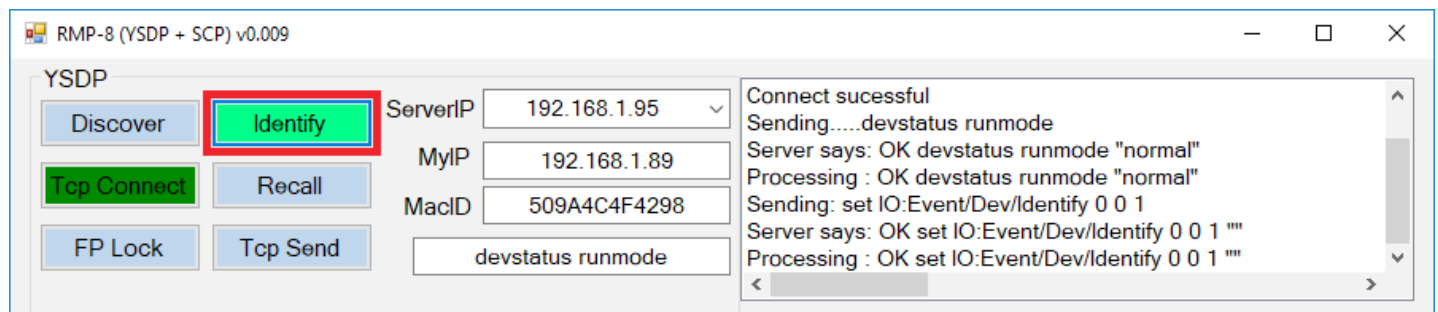 RMP-8 (YSDP + SCP) v0.009
YSDP
Discover
Identify
ServerIP
192.168.1.95
Tcp Connect
Recall
MyIP
192.168.1.89
MacID
509A4C4F4298
FP Lock
Tcp Send
devstatus runmode
Connect sucessful
Sending.....devstatus runmode
Server says: OK devstatus runmode "normal"
Processing : OK devstatus runmode "normal"
Sending: set IO:Event/Dev/Identify 0 0 1
Server says: OK set IO:Event/Dev/Identify 0 0 1 ""
Processing : OK set IO:Event/Dev/Identify 0 0 1 ""